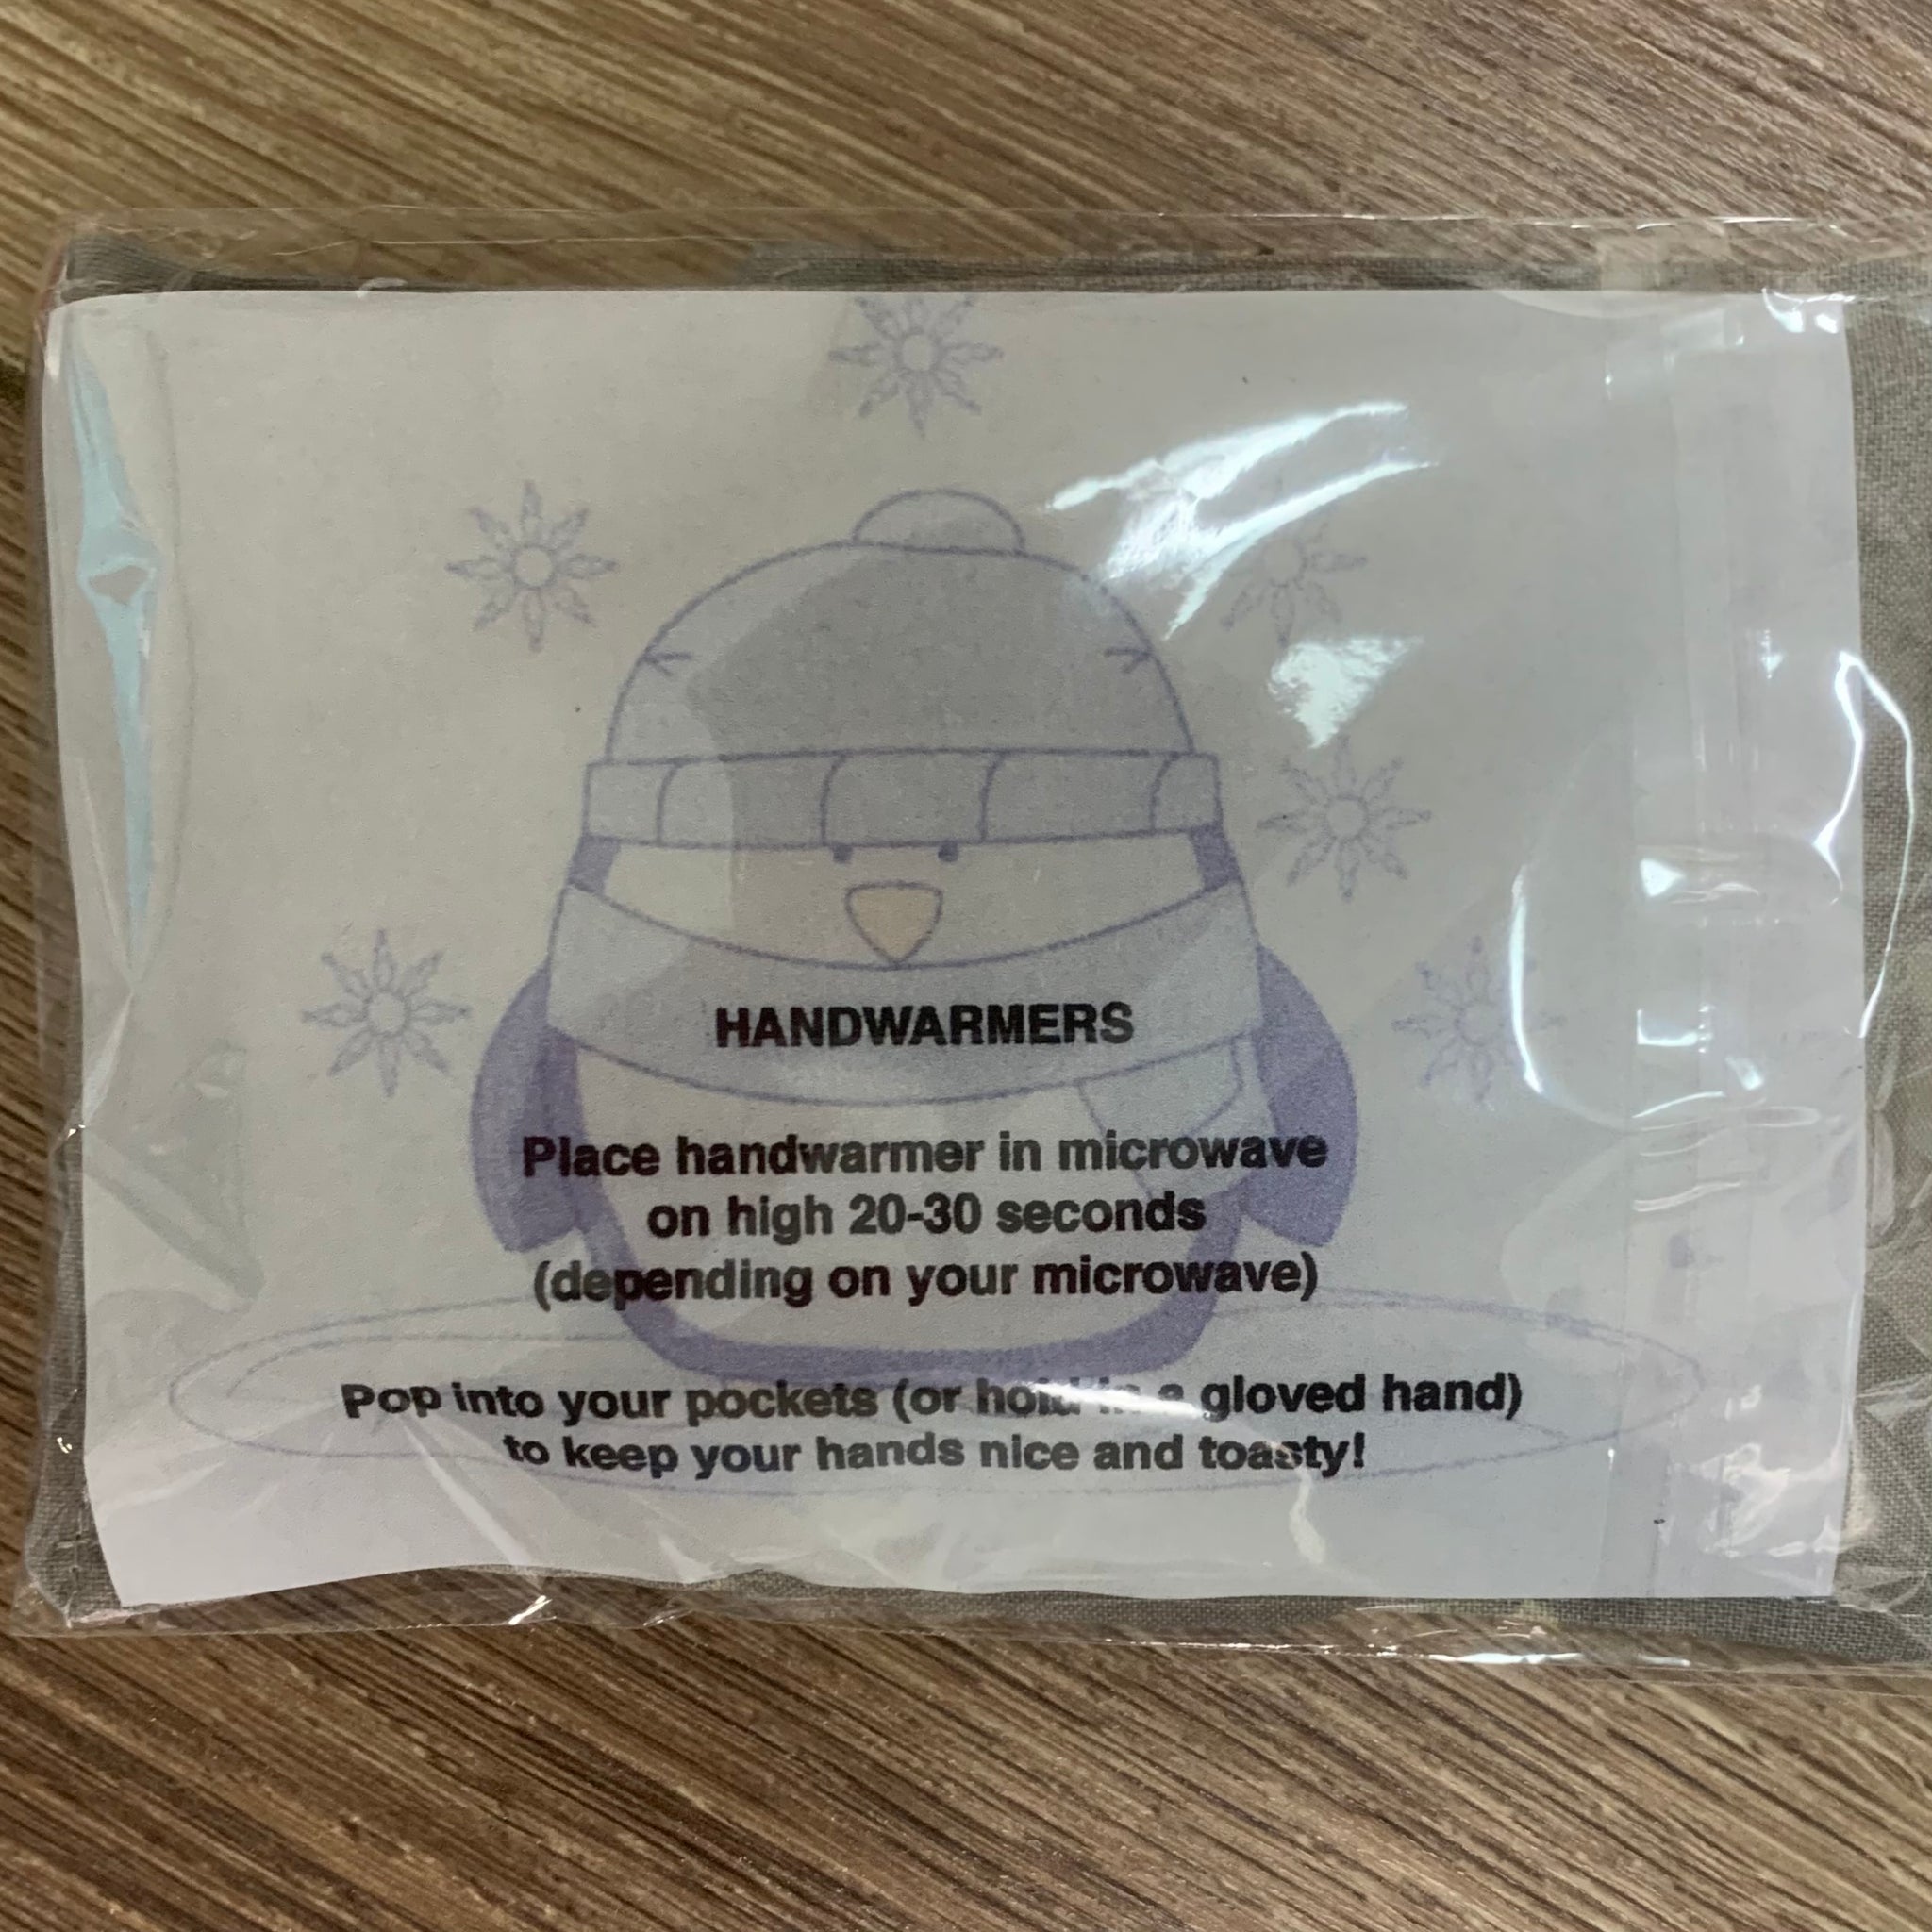 HANDWARMERS
Place handwarmer in microwave
on high 20-30 seconds
(depending on your microwave)
Pop into your pockets (or hold in a gloved hand)
to keep your hands nice and toasty!